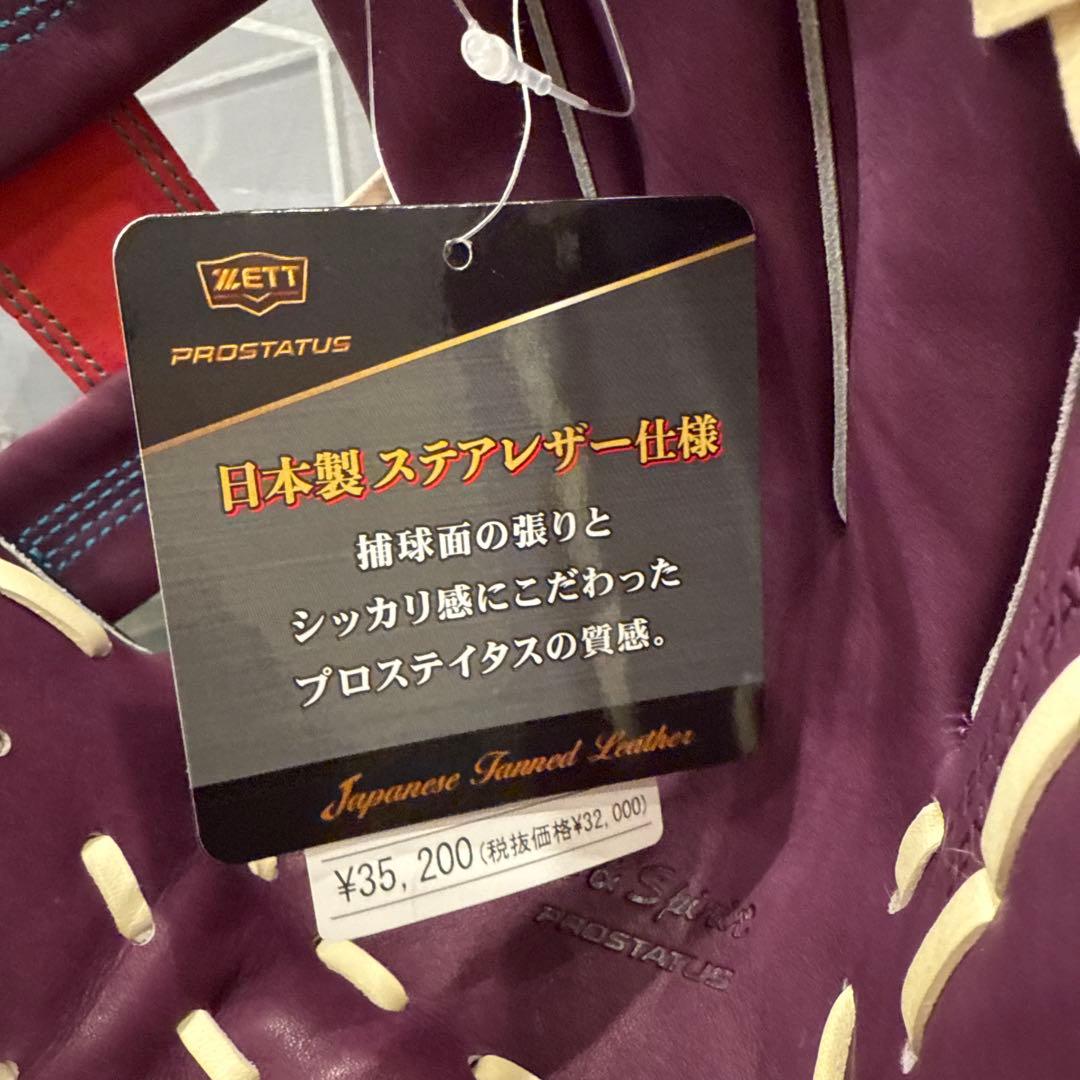 ZETT
PROSTATUS
日本製 ステアレザー仕様
捕球面の張りと
シッカリ感にこだわった
プロステイタスの質感。
Japanese Tanned Leather
¥35,200(税抜価格¥32,000)
Spirit
PROSTATUS